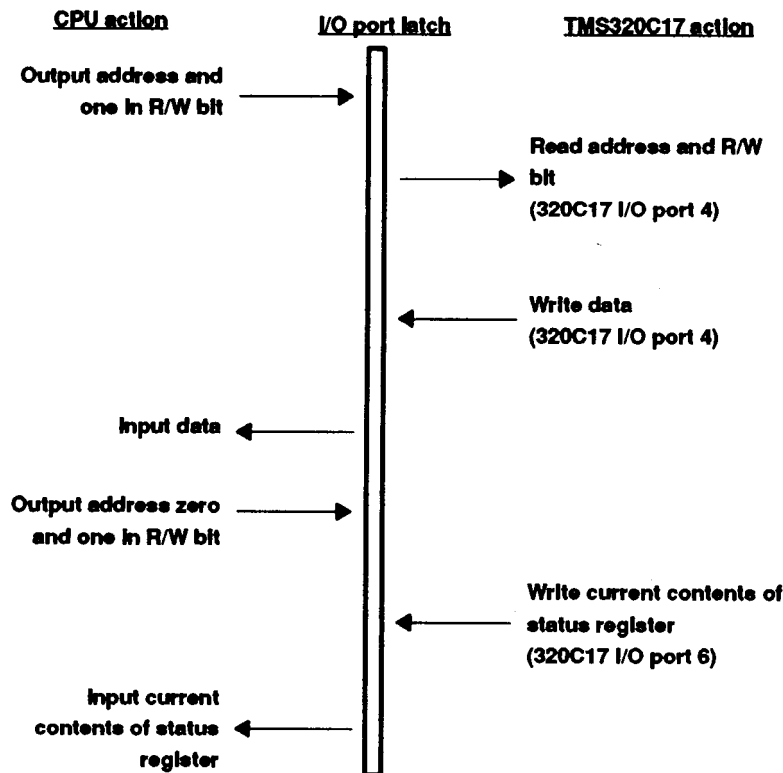 CPU action
I/O port latch
TMS320C17 action
Output address and
one in R/W bit
Read address and R/W
bit
(320C17 I/O port 4)
Write data
(320C17 I/O port 4)
Input data
Output address zero
and one in R/W bit
Write current contents of
status register
(320C17 I/O port 6)
Input current
contents of status
register